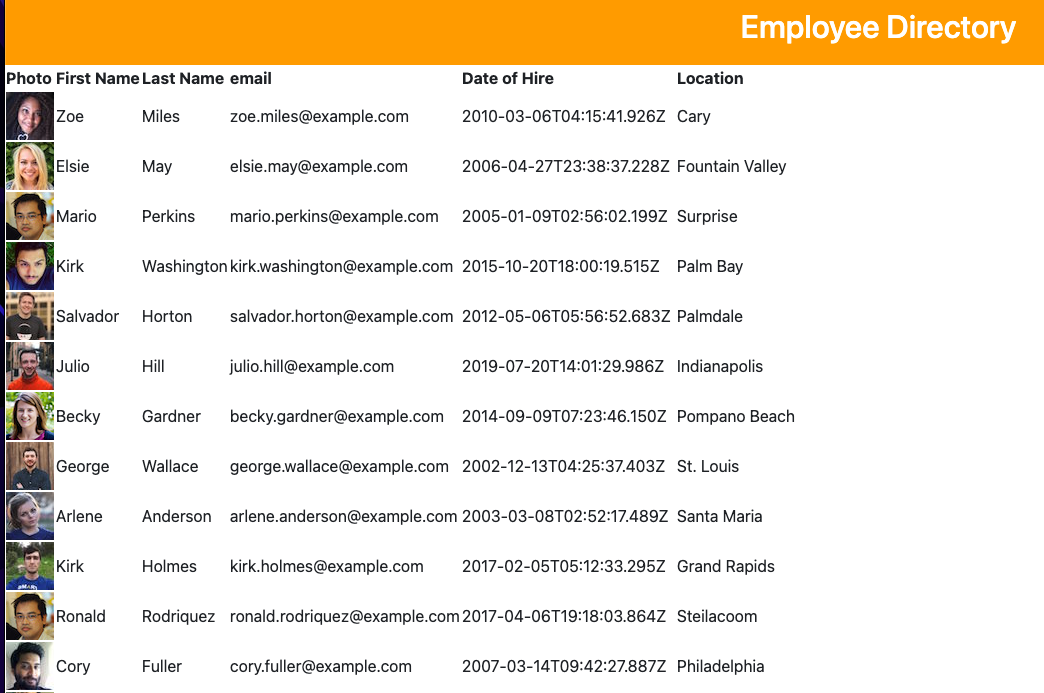 Employee Directory
Photo First Name Last Name email Date of Hire Location
Zoe Miles zoe.miles@example.com 2010-03-06T04:15:41.926Z Cary
Elsie May elsie.may@example.com 2006-04-27T23:38:37.228Z Fountain Valley
Mario Perkins mario.perkins@example.com 2005-01-09T02:56:02.199Z Surprise
Kirk Washington kirk.washington@example.com 2015-10-20T18:00:19.515Z Palm Bay
Salvador Horton salvador.horton@example.com 2012-05-06T05:56:52.683Z Palmdale
Julio Hill julio.hill@example.com 2019-07-20T14:01:29.986Z Indianapolis
Becky Gardner becky.gardner@example.com 2014-09-09T07:23:46.150Z Pompano Beach
George Wallace george.wallace@example.com 2002-12-13T04:25:37.403Z St. Louis
Arlene Anderson arlene.anderson@example.com 2003-03-08T02:52:17.489Z Santa Maria
Kirk Holmes kirk.holmes@example.com 2017-02-05T05:12:33.295Z Grand Rapids
Ronald Rodriquez ronald.rodriquez@example.com 2017-04-06T19:18:03.864Z Steilacoom
Cory Fuller cory.fuller@example.com 2007-03-14T09:42:27.887Z Philadelphia